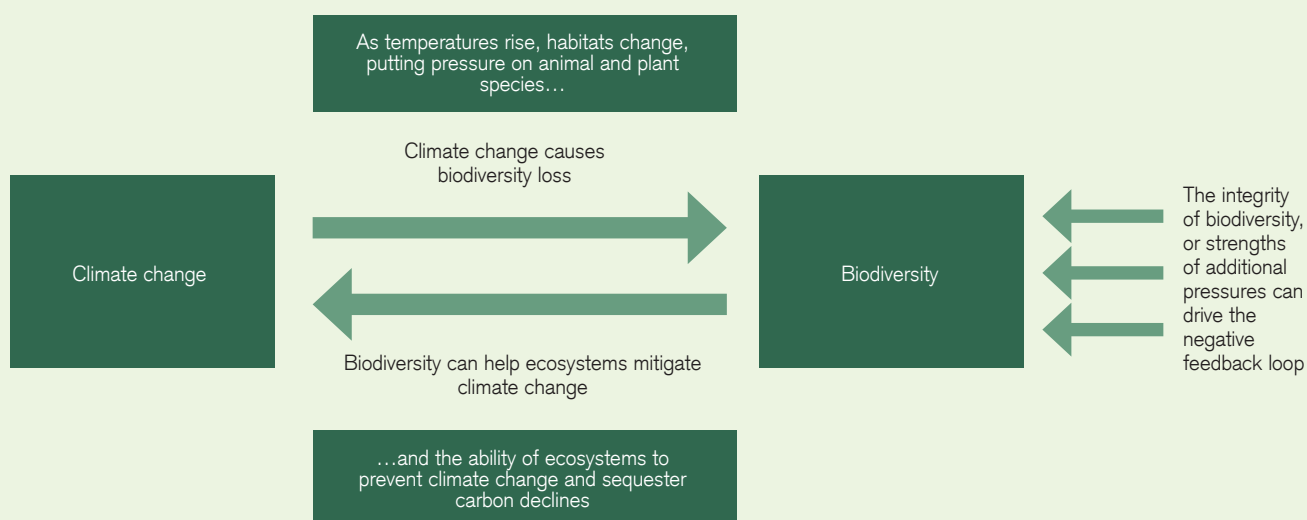 As temperatures rise, habitats change,
putting pressure on animal and plant
species…
Climate change causes
biodiversity loss
Climate change
Biodiversity
The integrity
of biodiversity,
or strengths
of additional
pressures can
drive the
negative
feedback loop
Biodiversity can help ecosystems mitigate
climate change
…and the ability of ecosystems to
prevent climate change and sequester
carbon declines